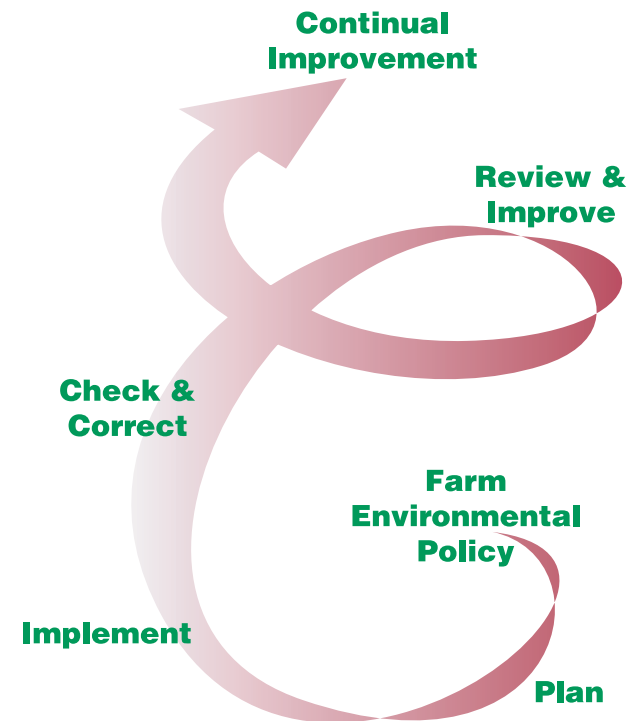 Continual
Improvement
Review &
Improve
Check &
Correct
Farm
Environmental
Policy
Implement
Plan